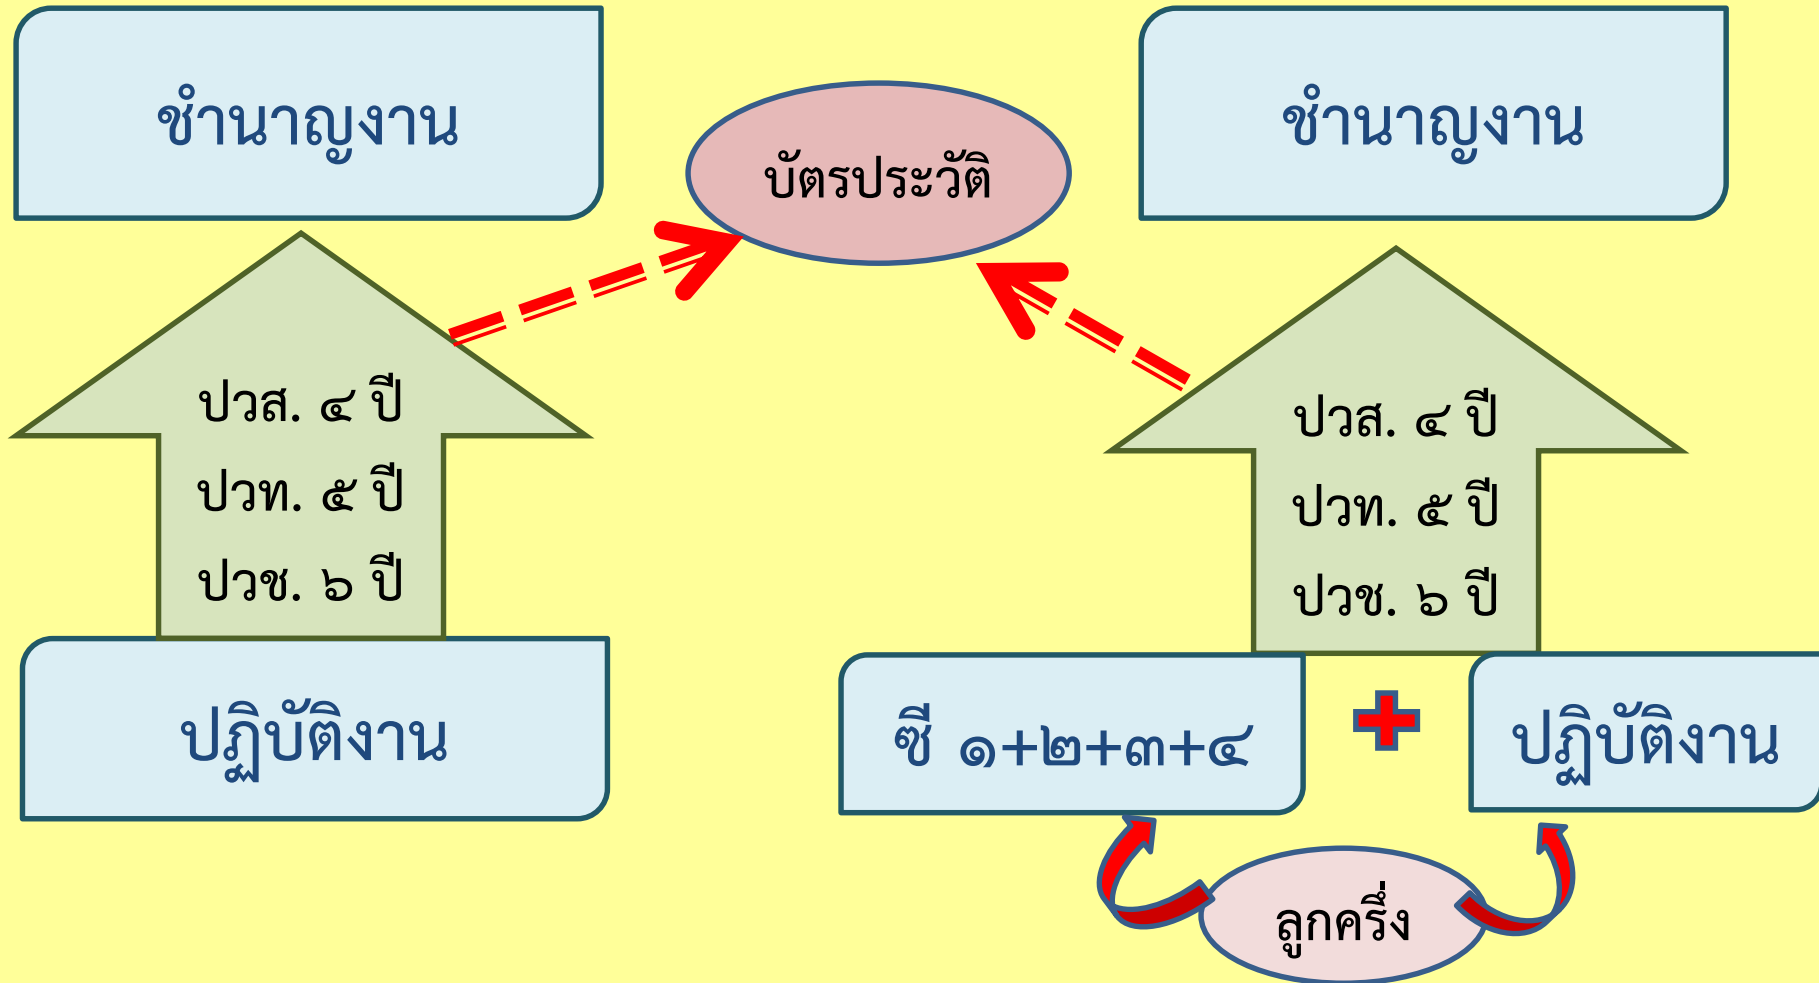 ชำนาญงาน
บัตรประวัติ
ชำนาญงาน
ปวส. ๔ ปี
ปวท. ๕ ปี
ปวช. ๖ ปี
ปวส. ๔ ปี
ปวท. ๕ ปี
ปวช. ๖ ปี
ปฏิบัติงาน
ซี ๑+๒+๓+๔
ปฏิบัติงาน
ลูกครึ่ง